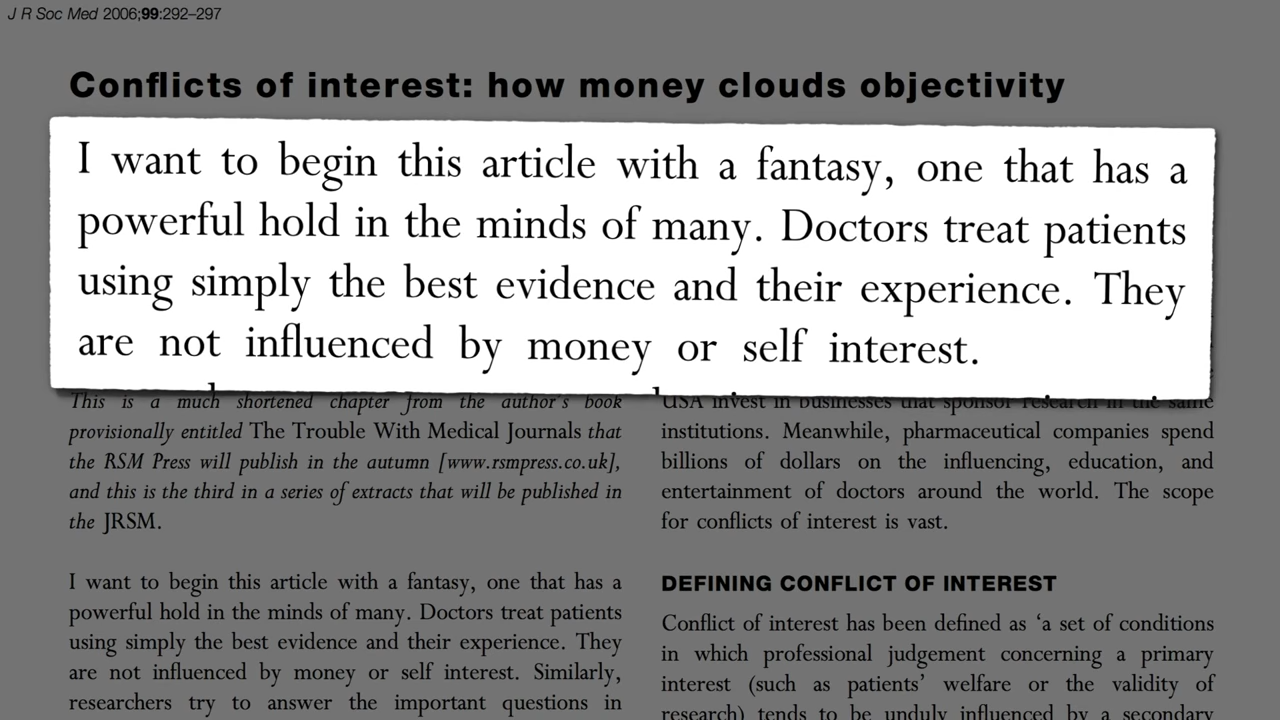 J R Soc Med 2006;99:292–297
Conflicts of interest: how money clouds objectivity
I want to begin this article with a fantasy, one that has a
powerful hold in the minds of many. Doctors treat patients
using simply the best evidence and their experience. They
are not influenced by money or self interest.
This is a much shortened chapter from the author's book
provisionally entitled The Trouble With Medical Journals that
the RSM Press will publish in the autumn [www.rsmpress.co.uk],
and this is the third in a series of extracts that will be published in
the JRSM.
I want to begin this article with a fantasy, one that has a
powerful hold in the minds of many. Doctors treat patients
using simply the best evidence and their experience. They
are not influenced by money or self interest. Similarly,
researchers try to answer the important questions in
USA invest in businesses that sponsor research in the same
institutions. Meanwhile, pharmaceutical companies spend
billions of dollars on the influencing, education, and
entertainment of doctors around the world. The scope
for conflicts of interest is vast.
DEFINING CONFLICT OF INTEREST
Conflict of interest has been defined as ‘a set of conditions
in which professional judgement concerning a primary
interest (such as patients’ welfare or the validity of
research) tends to be unduly influenced by a secondary